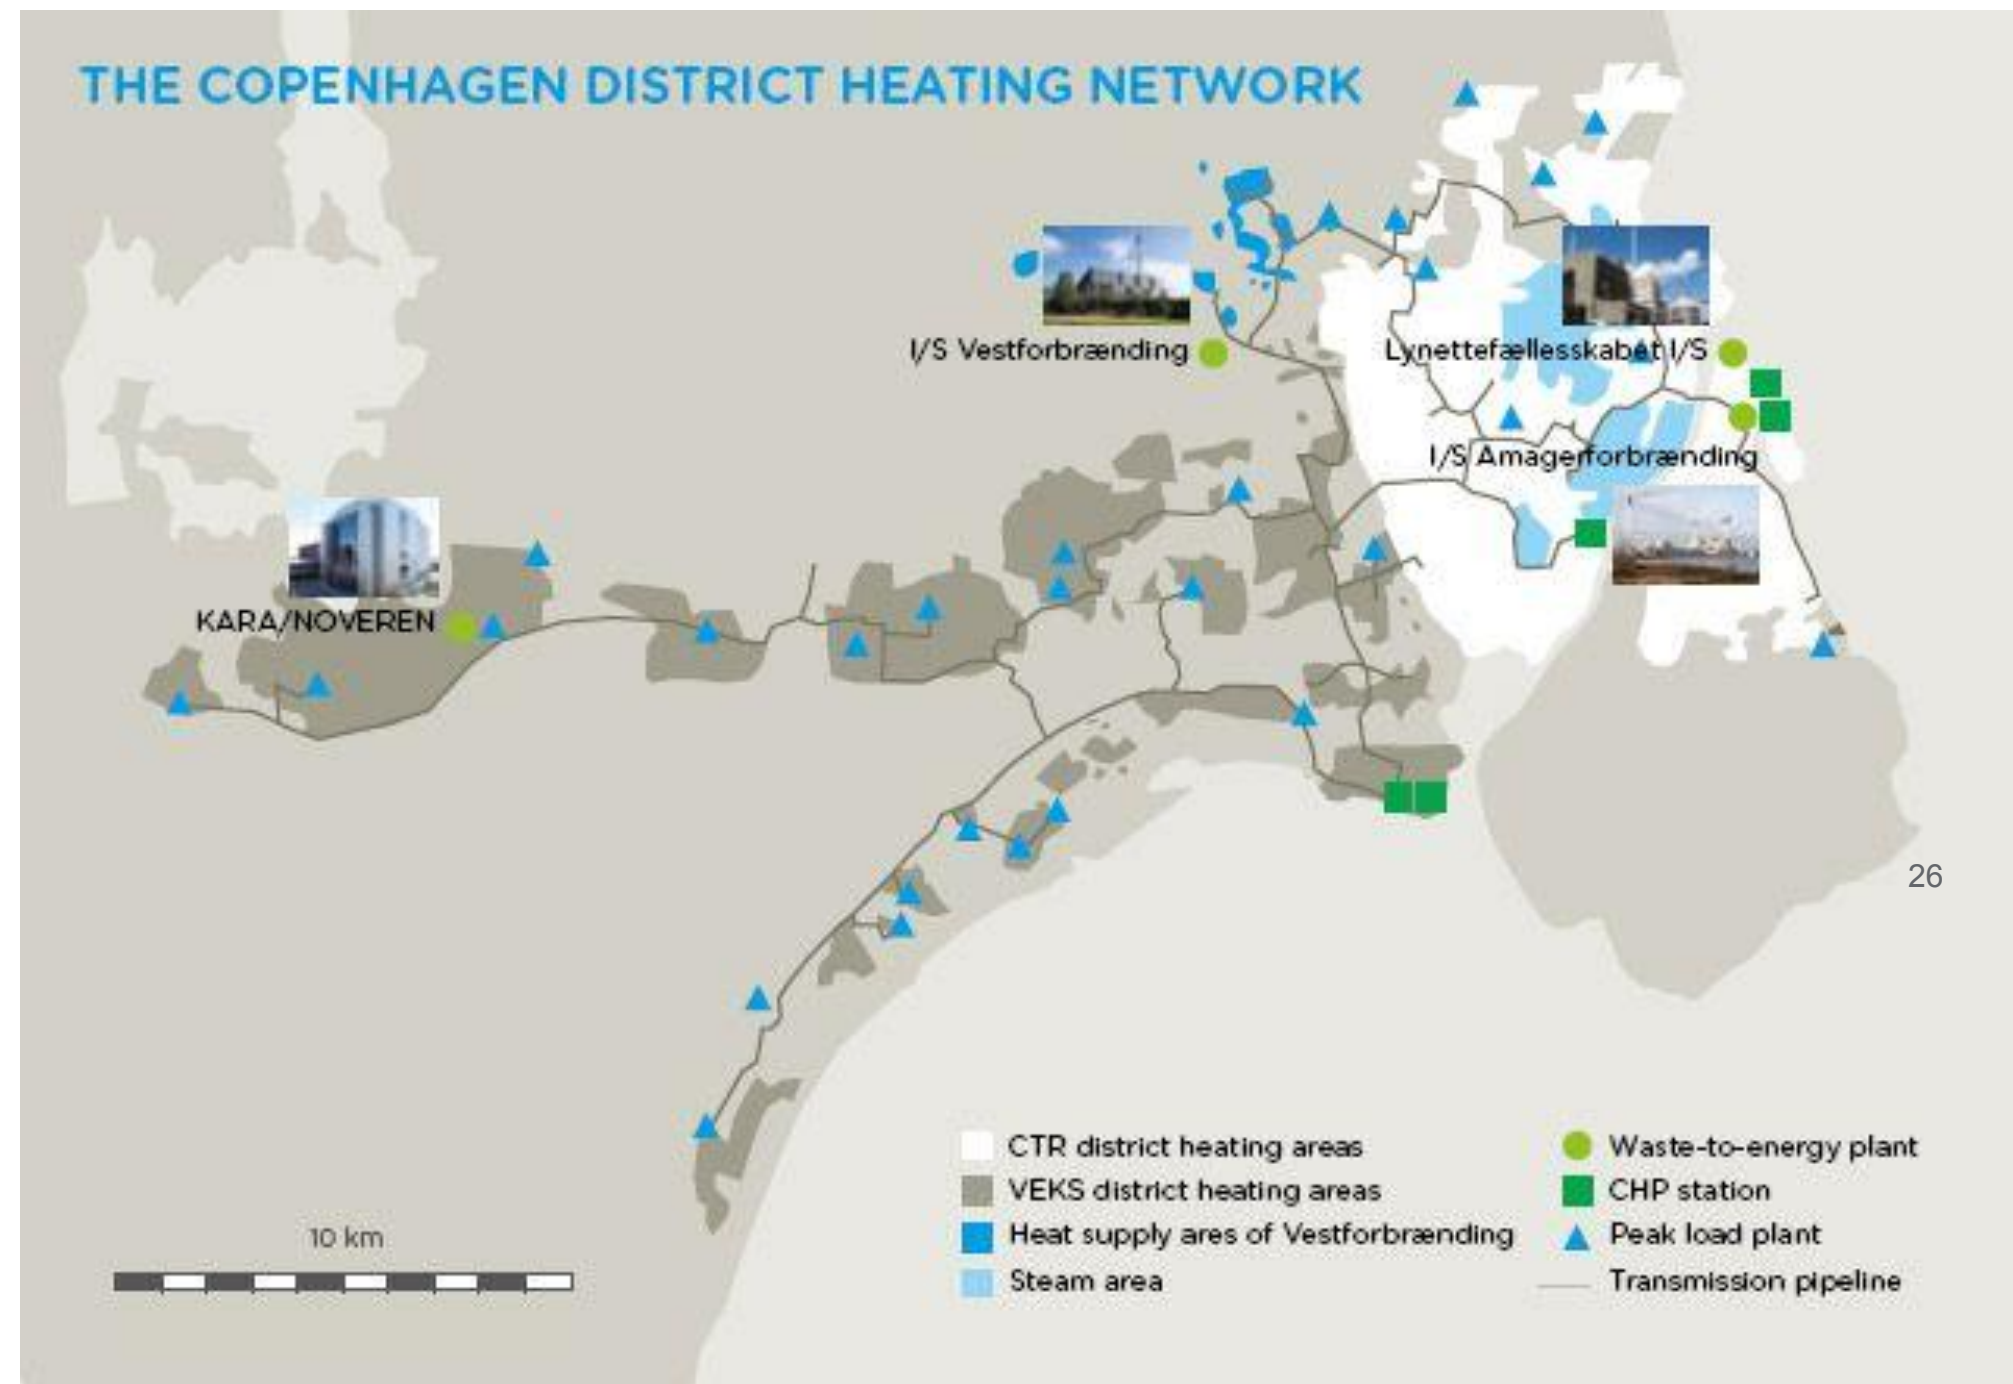 THE COPENHAGEN DISTRICT HEATING NETWORK
I/S Vestforbrænding
Lynettefællesskabet I/S
I/S Amagerforbrænding
KARA/NOVEREN
26
10 km
CTR district heating areas
VEKS district heating areas
Heat supply ares of Vestforbrænding
Steam area
Waste-to-energy plant
CHP station
Peak load plant
Transmission pipeline